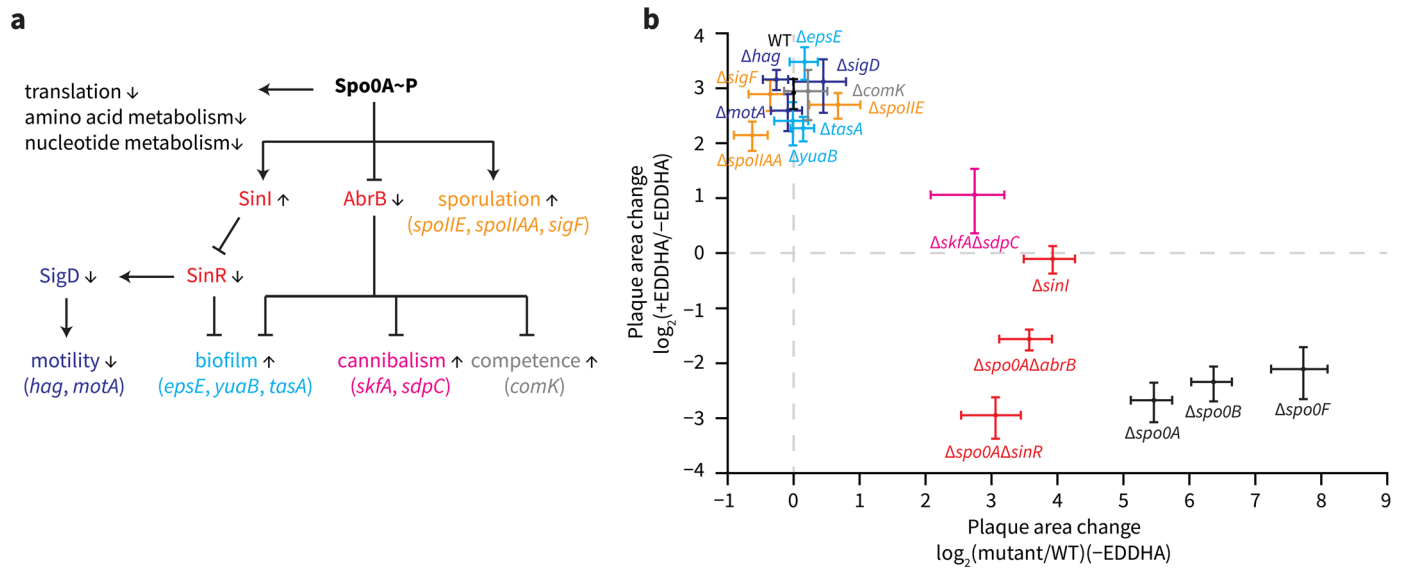 a
Spo0A~P
translation ↓
amino acid metabolism↓
nucleotide metabolism↓
SinI ↑
AbrB ↓
sporulation ↑
(spoIIE, spoIIAA, sigF)
SigD ↓
SinR ↓
motility ↓
(hag, motA)
biofilm ↑
(epsE, yuaB, tasA)
cannibalism ↑
(skfA, sdpC)
competence ↑
(comK)
b
Plaque area change
log₂(+EDDHA/−EDDHA)
4
3
2
1
0
−1
−2
−3
−4
WT
ΔepsE
Δhag
ΔsigD
ΔsigF
ΔcomK
ΔspoIIE
ΔmotA
ΔtasA
ΔspoIIAA
ΔyuaB
ΔskfAΔsdpC
ΔsinI
Δspo0AΔabrB
Δspo0AΔsinR
Δspo0A
Δspo0B
Δspo0F
−1 0 1 2 3 4 5 6 7 8 9
Plaque area change
log₂(mutant/WT)(−EDDHA)